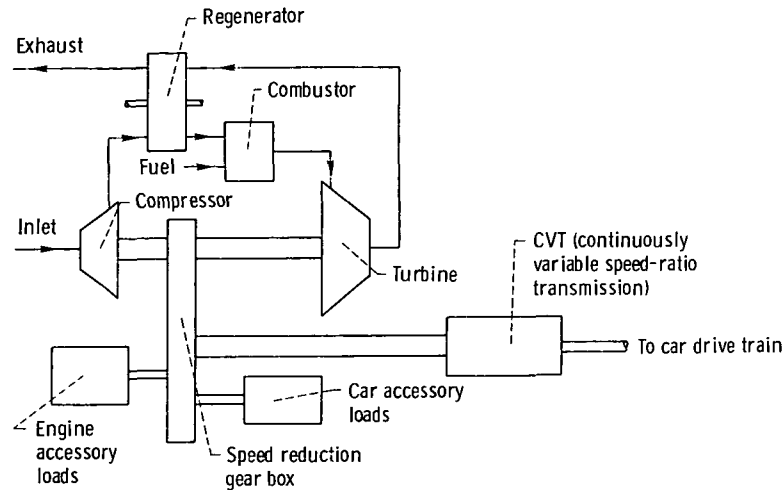 Regenerator
Exhaust
Combustor
Fuel
Compressor
Inlet
Turbine
CVT (continuously
variable speed-ratio
transmission)
To car drive train
Car accessory
loads
Engine
accessory
loads
Speed reduction
gear box